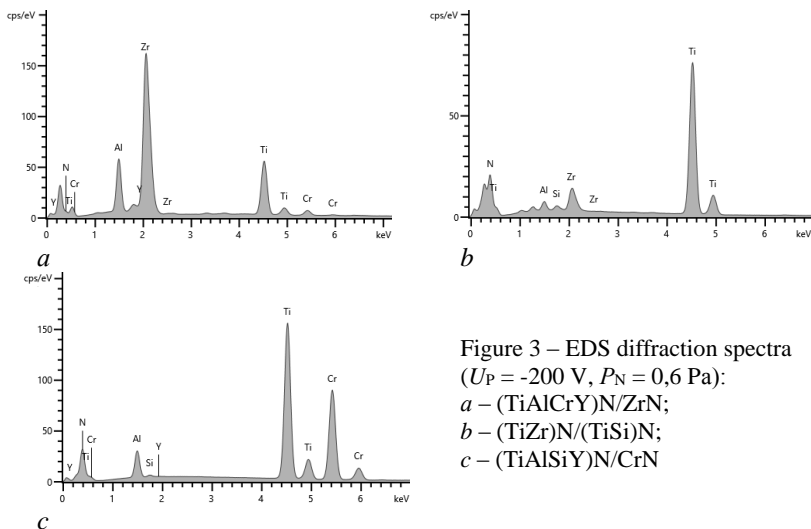 cps/eV
150
100
50
0
Zr
Al
N
Cr
Y
Ti
Y
Zr
Ti
Ti
Cr
Cr
0 1 2 3 4 5 6 keV
a
cps/eV
50
0
Ti
N
Ti
Al
Si
Zr
Zr
Ti
0 1 2 3 4 5 6 keV
b
cps/eV
150
100
50
0
Ti
Cr
N
Cr
Ti
Y
Al
Si
Y
Ti
Cr
0 1 2 3 4 5 6 keV
c
Figure 3 – EDS diffraction spectra
(UP = -200 V, PN = 0,6 Pa):
a – (TiAlCrY)N/ZrN;
b – (TiZr)N/(TiSi)N;
c – (TiAlSiY)N/CrN